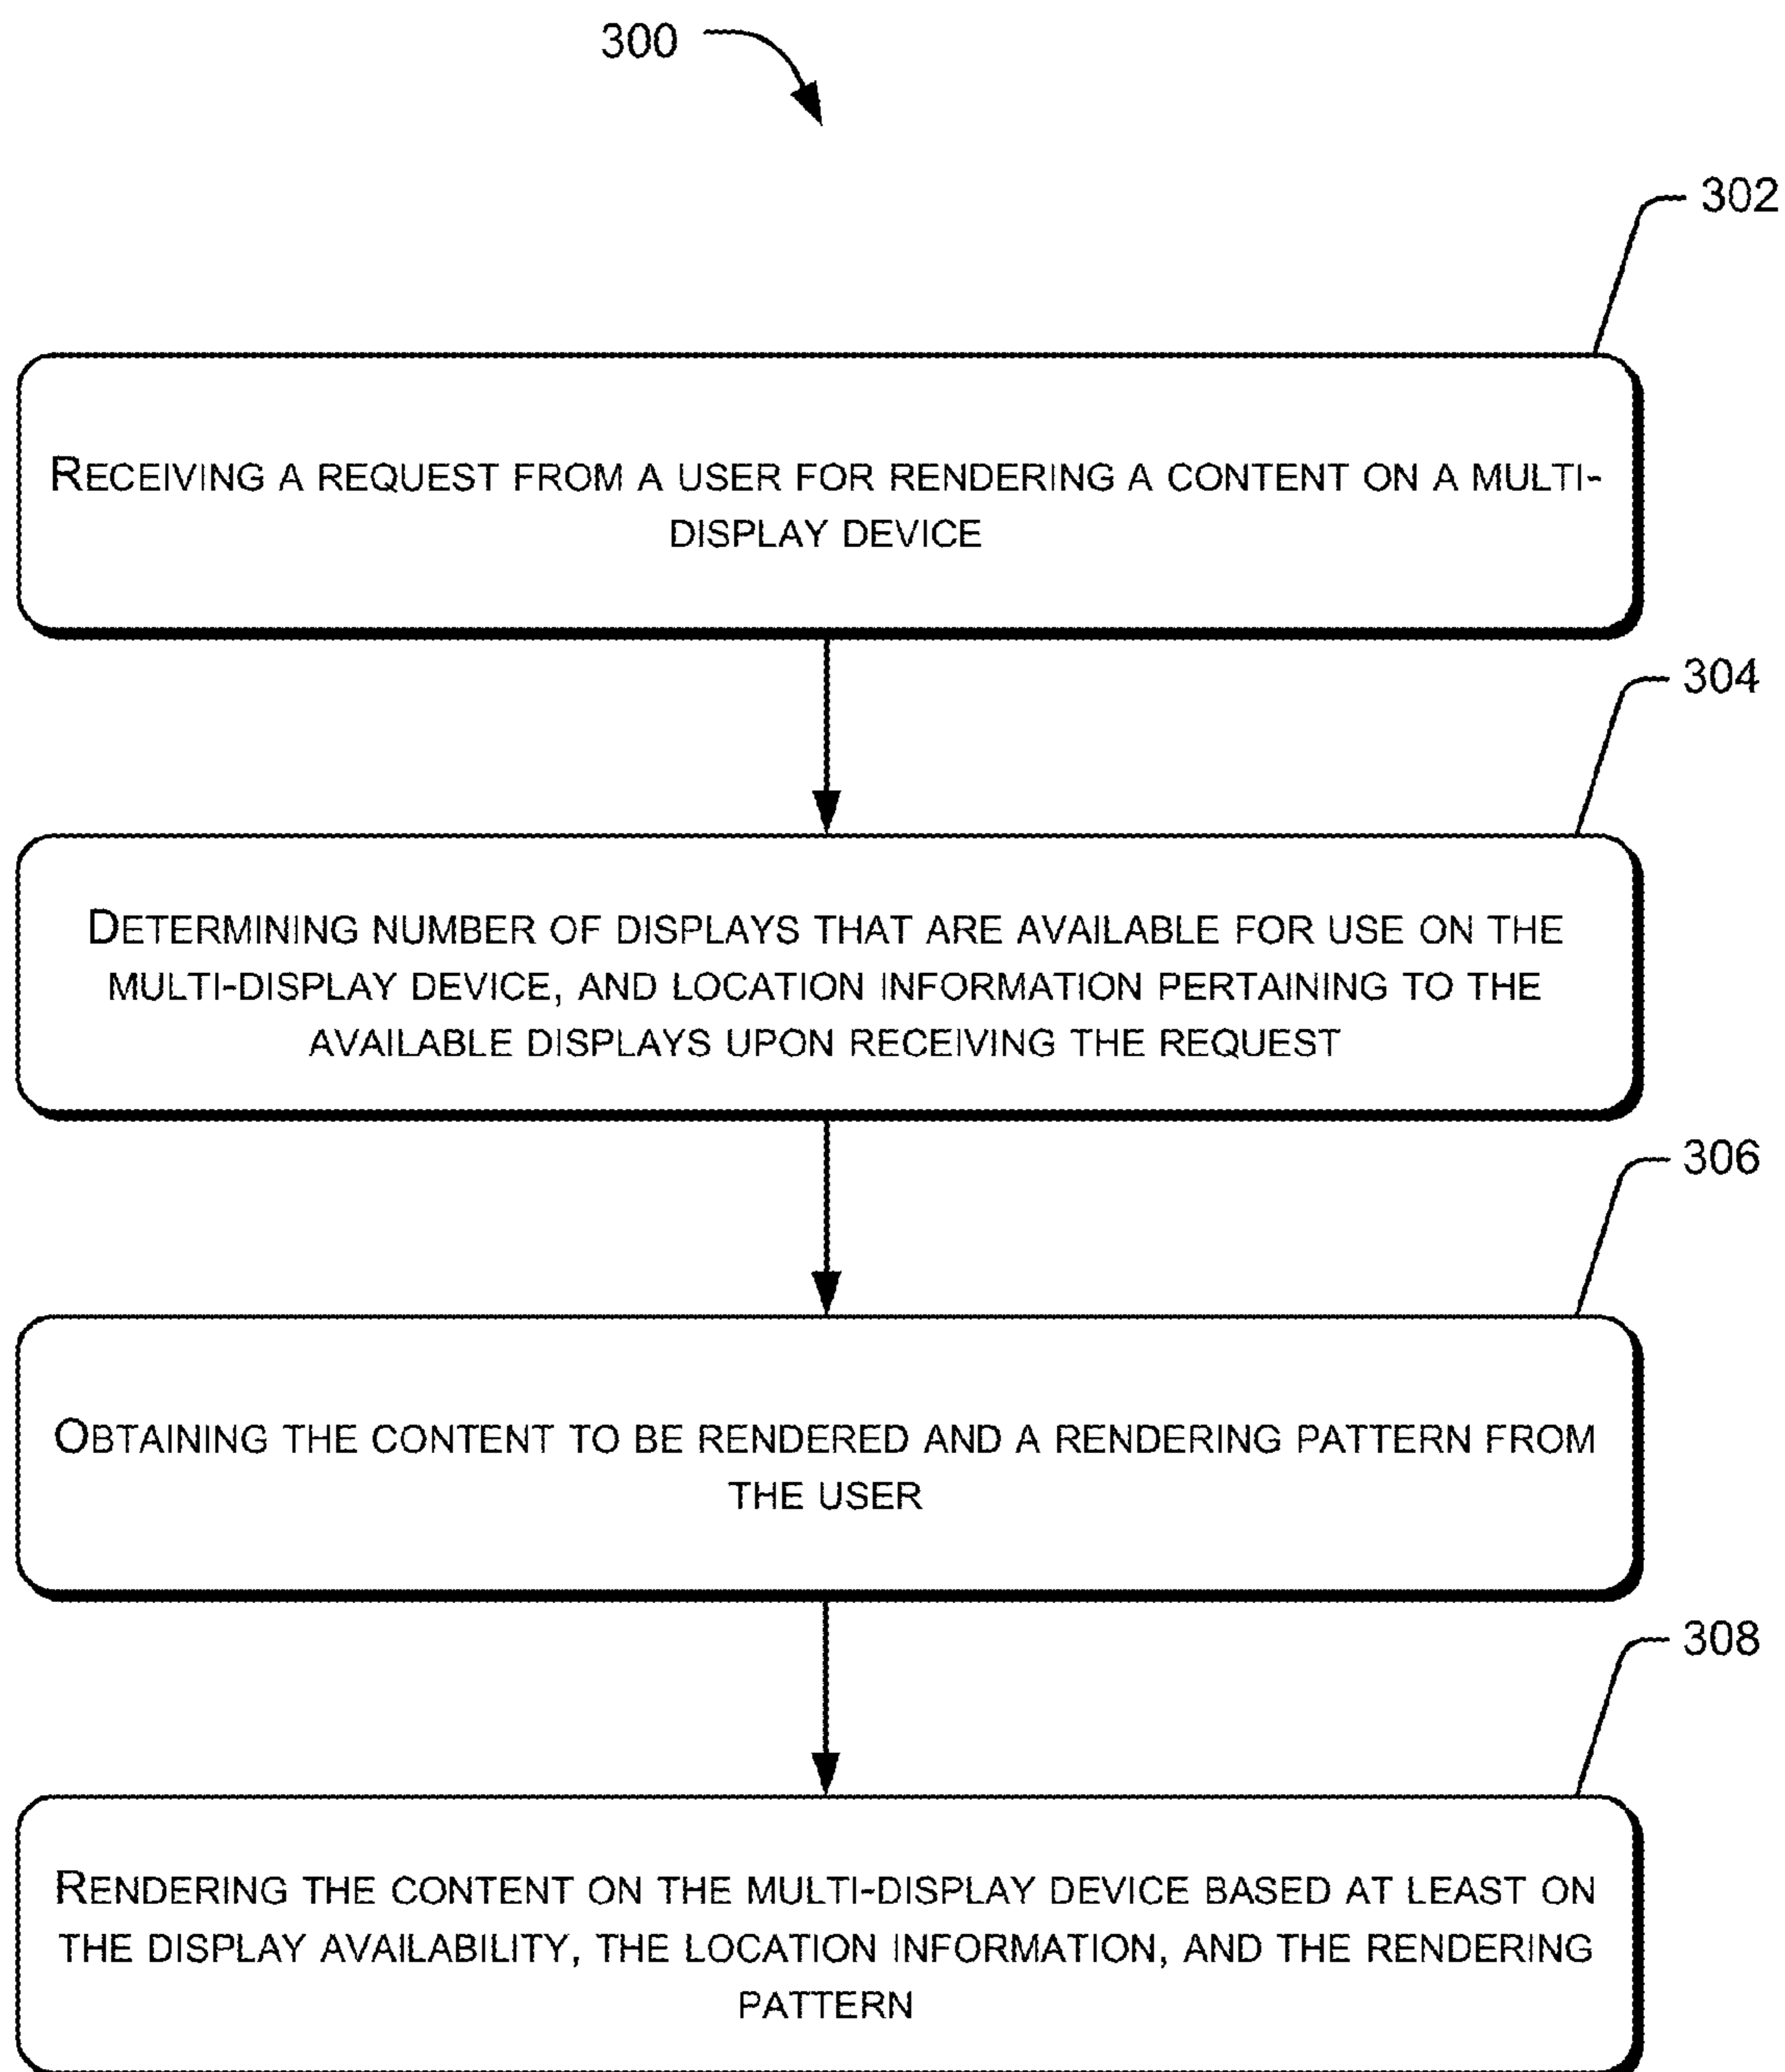 300
302
RECEIVING A REQUEST FROM A USER FOR RENDERING A CONTENT ON A MULTI-
DISPLAY DEVICE
304
DETERMINING NUMBER OF DISPLAYS THAT ARE AVAILABLE FOR USE ON THE
MULTI-DISPLAY DEVICE, AND LOCATION INFORMATION PERTAINING TO THE
AVAILABLE DISPLAYS UPON RECEIVING THE REQUEST
306
OBTAINING THE CONTENT TO BE RENDERED AND A RENDERING PATTERN FROM
THE USER
308
RENDERING THE CONTENT ON THE MULTI-DISPLAY DEVICE BASED AT LEAST ON
THE DISPLAY AVAILABILITY, THE LOCATION INFORMATION, AND THE RENDERING
PATTERN